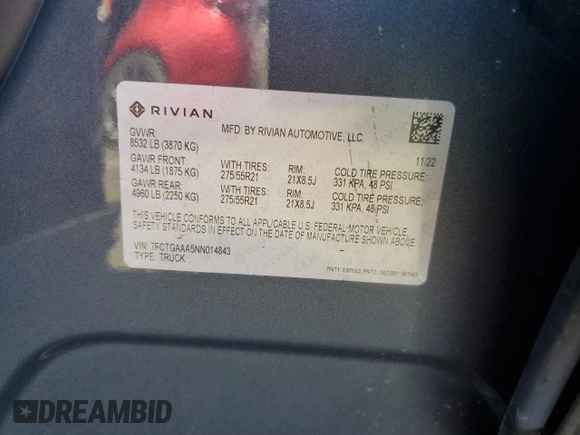 RIVIAN
MFD. BY RIVIAN AUTOMOTIVE, LLC.
GVWR:
8532 LB (3870 KG)
11/22
GAWR FRONT:
4134 LB (1875 KG)
WITH TIRES:
275/55R21
RIM:
21X8.5J
COLD TIRE PRESSURE:
331 KPA, 48 PSI
GAWR REAR
4960 LB (2250 KG)
WITH TIRES:
275/55R21
RIM:
21X8.5J
COLD TIRE PRESSURE:
331 KPA, 48 PSI
THIS VEHICLE CONFORMS TO ALL APPLICABLE U.S. FEDERAL MOTOR VEHICLE
SAFETY STANDARDS IN EFFECT ON THE DATE OF MANUFACTURE SHOWN ABOVE.
VIN: 7FCTGAAA5NN014843
TYPE: TRUCK
PNT1: EXP003 PNT2:
DREAMBID